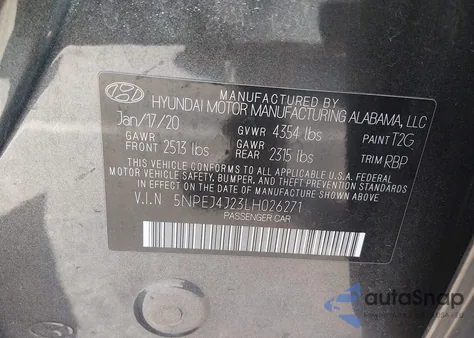 MANUFACTURED BY
HYUNDAI MOTOR MANUFACTURING ALABAMA, LLC
Jan/17/20 GVWR 4354 lbs PAINT T2G
GAWR FRONT 2513 lbs GAWR REAR 2315 lbs TRIM RBP
THIS VEHICLE CONFORMS TO ALL APPLICABLE U.S.A. FEDERAL
MOTOR VEHICLE SAFETY, BUMPER, AND THEFT PREVENTION
STANDARDS IN EFFECT ON THE DATE OF MANUFACTURE SHOWN ABOVE
V.I.N 5NPEJ4J23LH026271
PASSENGER CAR
autoSnap